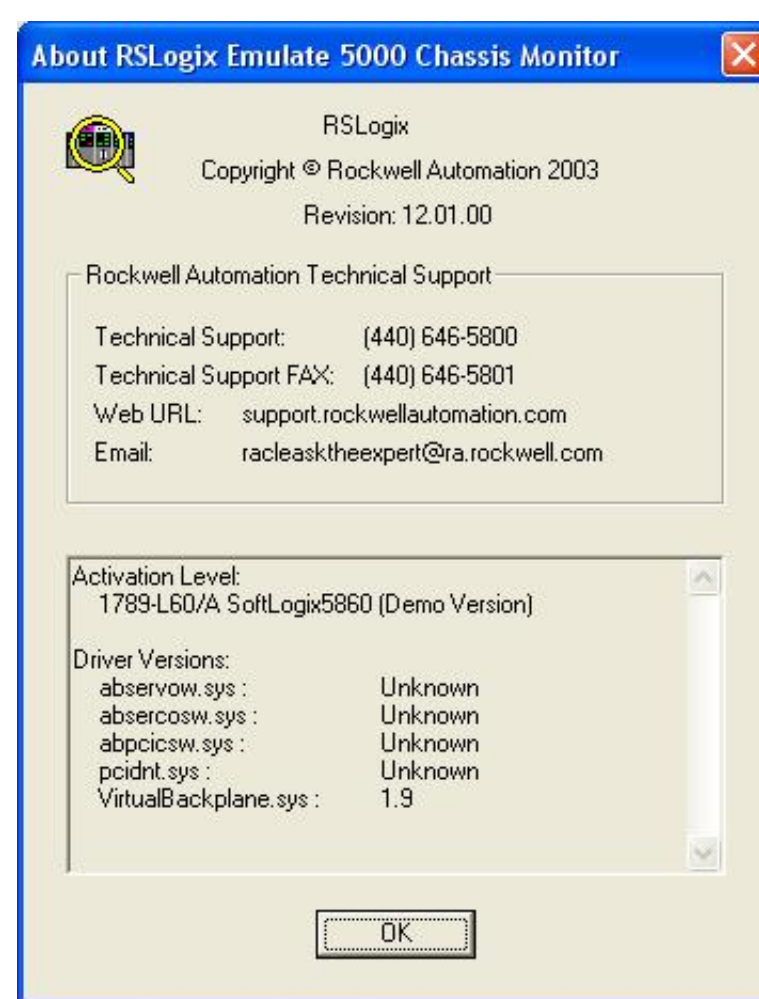 About RSLogix Emulate 5000 Chassis Monitor
RSLogix
Copyright © Rockwell Automation 2003
Revision: 12.01.00
Rockwell Automation Technical Support
Technical Support: (440) 646-5800
Technical Support FAX: (440) 646-5801
Web URL: support.rockwellautomation.com
Email: racleasktheexpert@ra.rockwell.com
Activation Level:
1789-L60/A SoftLogix5860 (Demo Version)
Driver Versions:
abservow.sys : Unknown
absercosw.sys : Unknown
abpcicsw.sys : Unknown
pcidnt.sys : Unknown
VirtualBackplane.sys : 1.9
OK